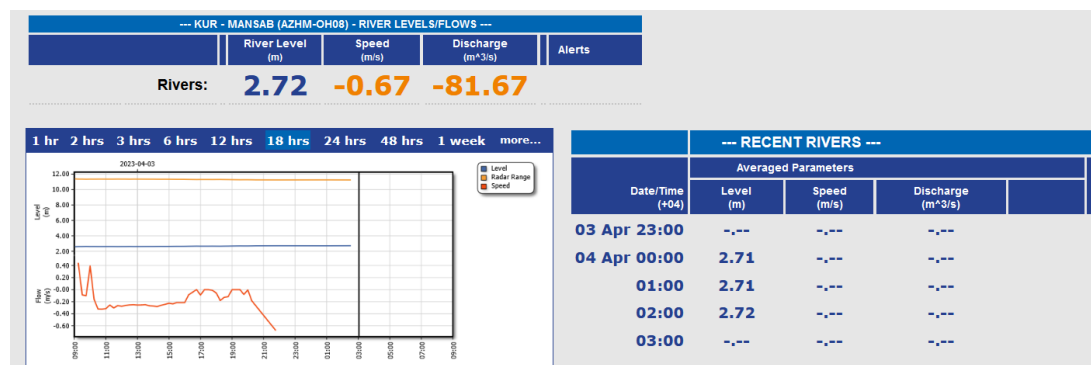 --- KUR - MANSAB (AZHM-OH08) - RIVER LEVELS/FLOWS ---
River Level (m) Speed (m/s) Discharge (m^3/s) Alerts
Rivers: 2.72 -0.67 -81.67
1 hr 2 hrs 3 hrs 6 hrs 12 hrs 18 hrs 24 hrs 48 hrs 1 week more...
2023-04-03
Level
Radar Range
Speed
Level (m)
12.00
10.00
8.00
6.00
4.00
2.00
Flow (m/s)
0.40
0.20
-0.00
-0.20
-0.40
-0.60
09:00 11:00 13:00 15:00 17:00 19:00 21:00 23:00 01:00 03:00 05:00 07:00 09:00
--- RECENT RIVERS ---
Averaged Parameters
Date/Time (+04) Level (m) Speed (m/s) Discharge (m^3/s)
03 Apr 23:00 -.-- -.-- -.--
04 Apr 00:00 2.71 -.-- -.--
01:00 2.71 -.-- -.--
02:00 2.72 -.-- -.--
03:00 -.-- -.-- -.--